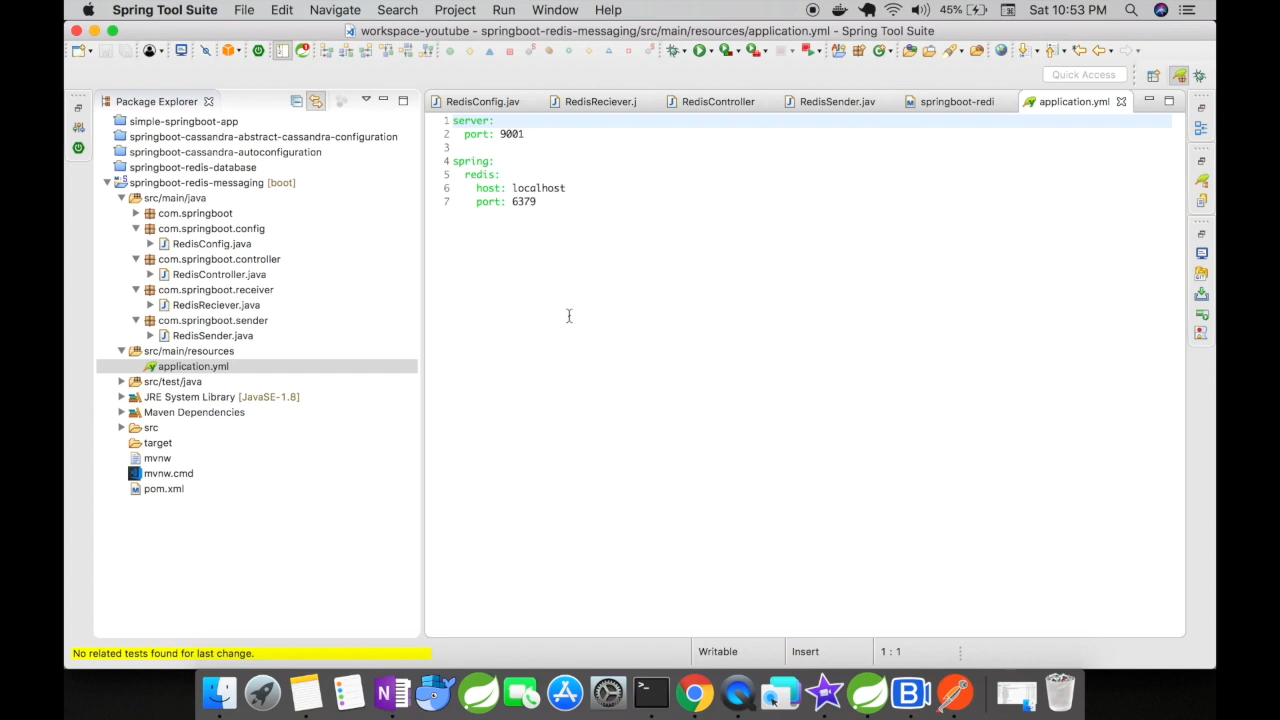 Spring Tool Suite File Edit Navigate Search Project Run Window Help 45% Sat 10:53 PM
workspace-youtube - springboot-redis-messaging/src/main/resources/application.yml - Spring Tool Suite
Quick Access
Package Explorer
simple-springboot-app
springboot-cassandra-abstract-cassandra-configuration
springboot-cassandra-autoconfiguration
springboot-redis-database
springboot-redis-messaging [boot]
src/main/java
com.springboot
com.springboot.config
RedisConfig.java
com.springboot.controller
RedisController.java
com.springboot.receiver
RedisReciever.java
com.springboot.sender
RedisSender.java
src/main/resources
application.yml
src/test/java
JRE System Library [JavaSE-1.8]
Maven Dependencies
src
target
mvnw
mvnw.cmd
pom.xml
RedisConfig.jav RedisReciever.j RedisController RedisSender.jav springboot-redi application.yml
1 server:
2 port: 9001
3
4 spring:
5 redis:
6 host: localhost
7 port: 6379
No related tests found for last change. Writable Insert 1 : 1